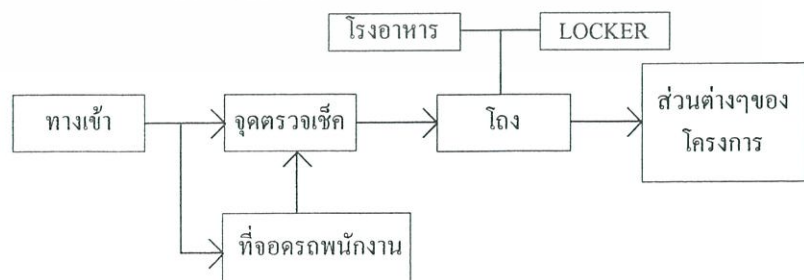 โรงอาหาร
LOCKER
ทางเข้า
จุดตรวจเช็ค
โถง
ส่วนต่างๆของ
โครงการ
ที่จอดรถพนักงาน